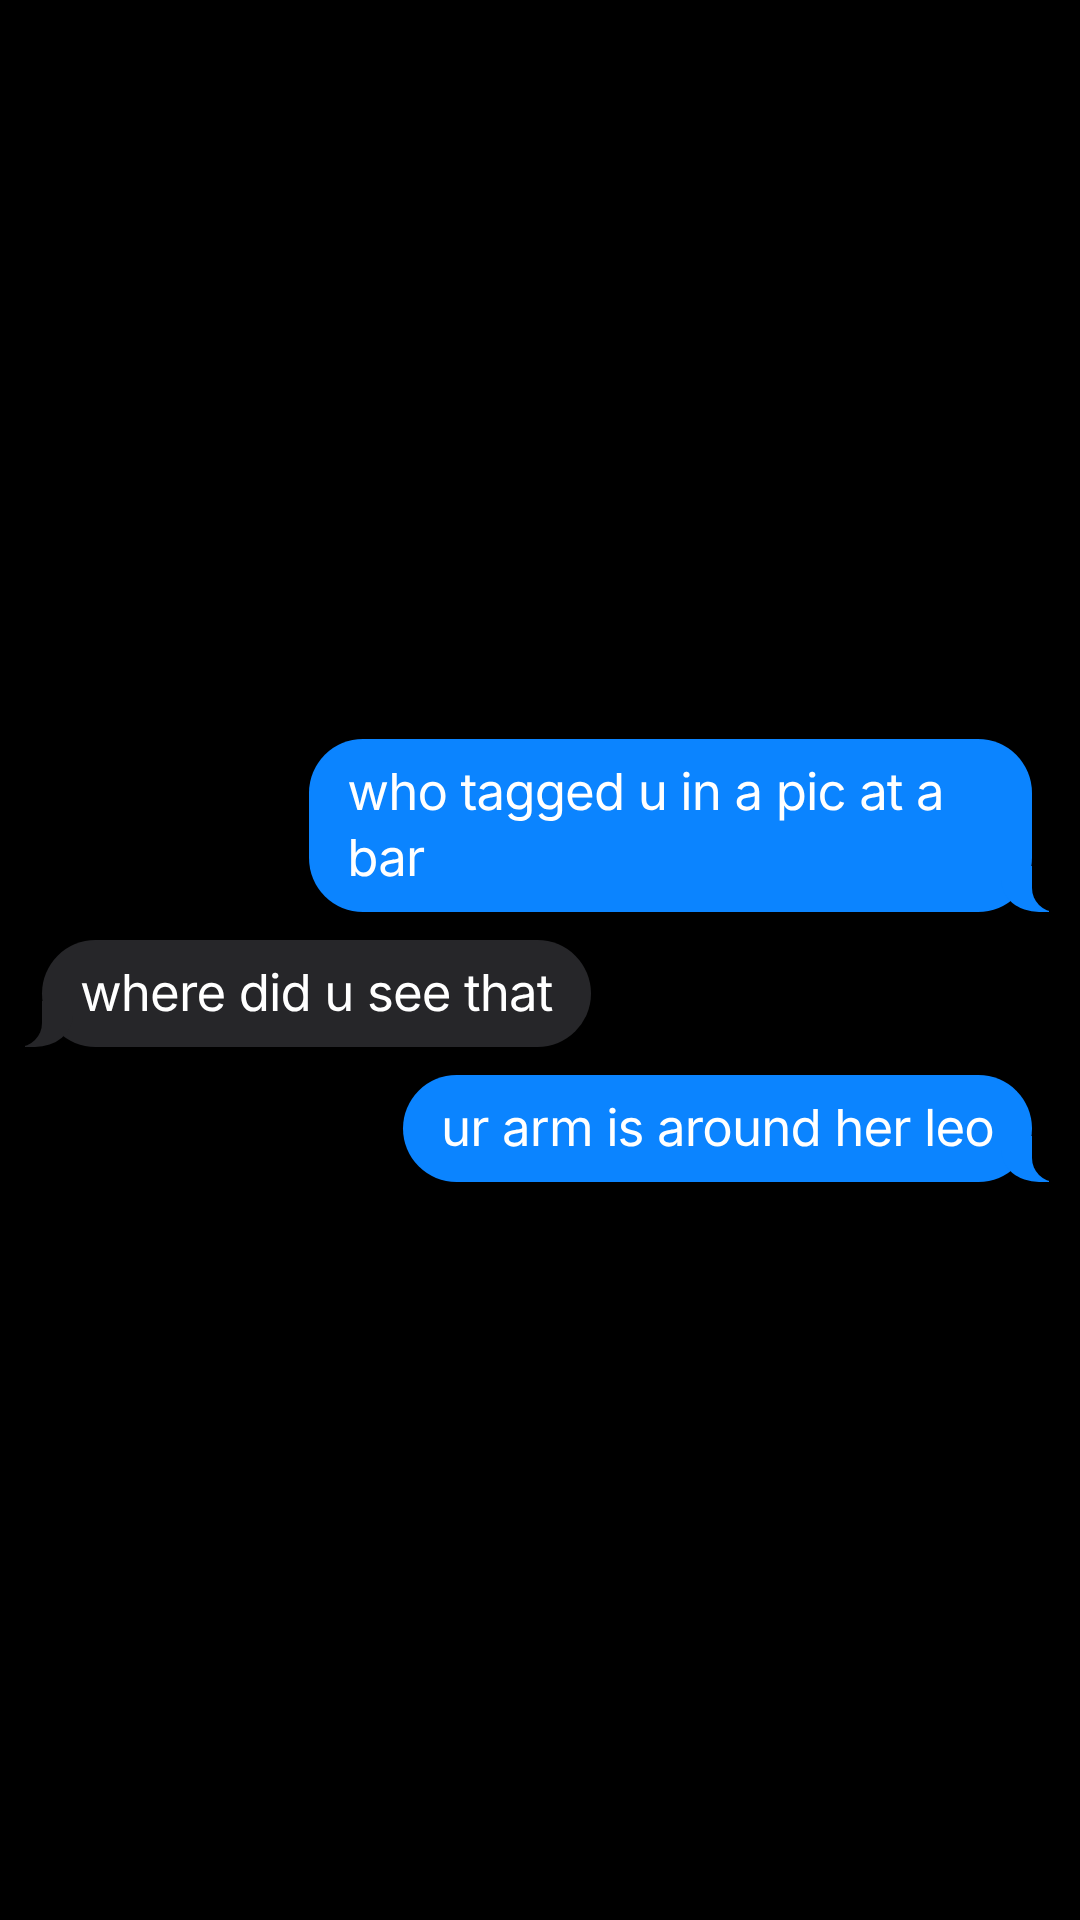 who tagged u in a pic at a
bar
where did u see that
ur arm is around her leo